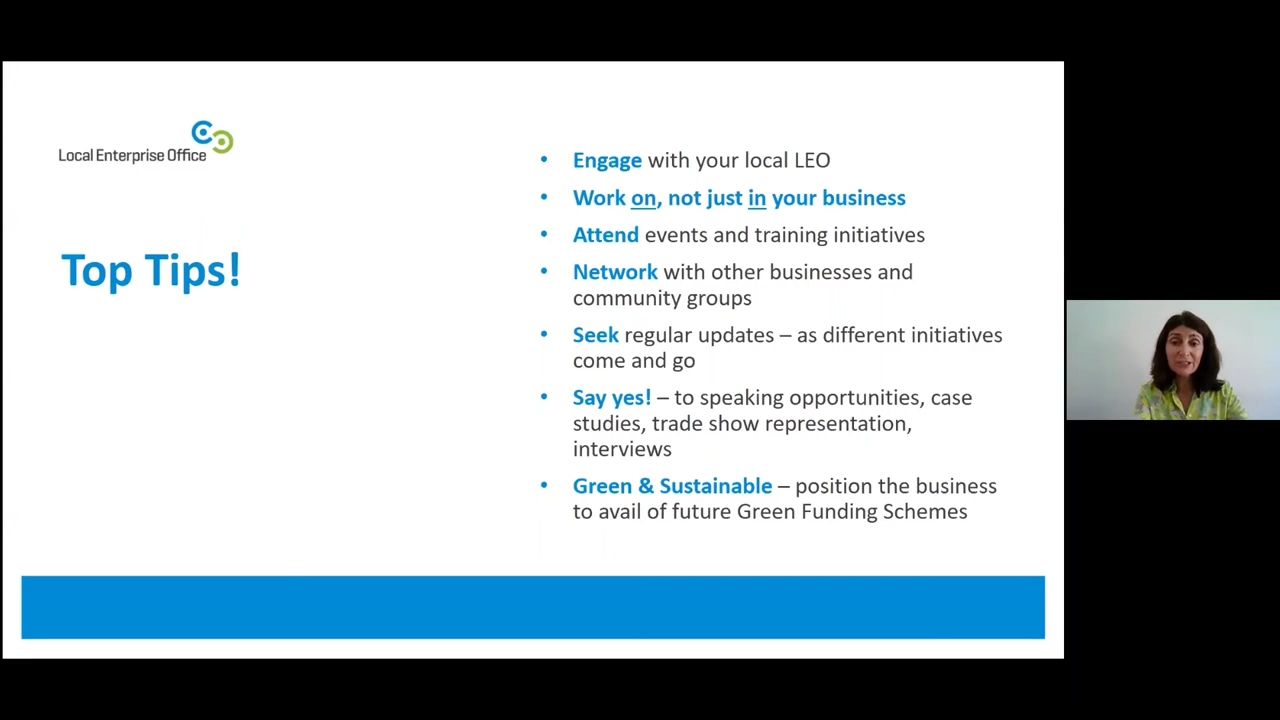 Local Enterprise Office
Top Tips!
• Engage with your local LEO
• Work on, not just in your business
• Attend events and training initiatives
• Network with other businesses and
community groups
• Seek regular updates – as different initiatives
come and go
• Say yes! – to speaking opportunities, case
studies, trade show representation,
interviews
• Green & Sustainable – position the business
to avail of future Green Funding Schemes